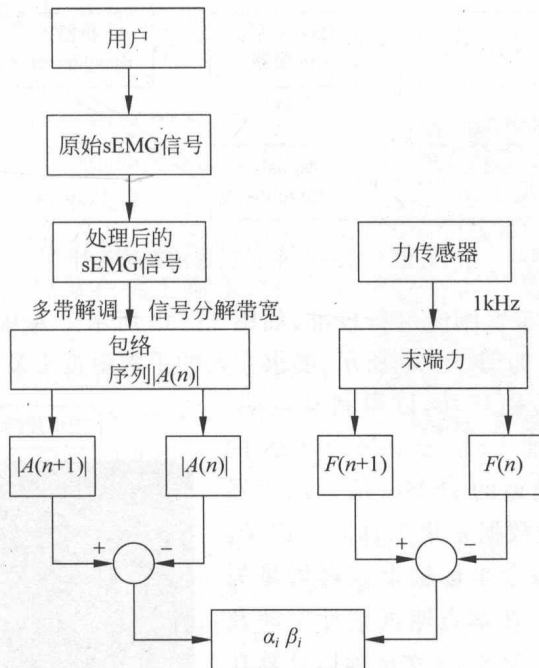 用户
原始sEMG信号
处理后的
sEMG信号
力传感器
多带解调
信号分解带宽
1kHz
包络
序列|A(n)|
末端力
|A(n+1)|
|A(n)|
F(n+1)
F(n)
+
−
+
−
αi βi